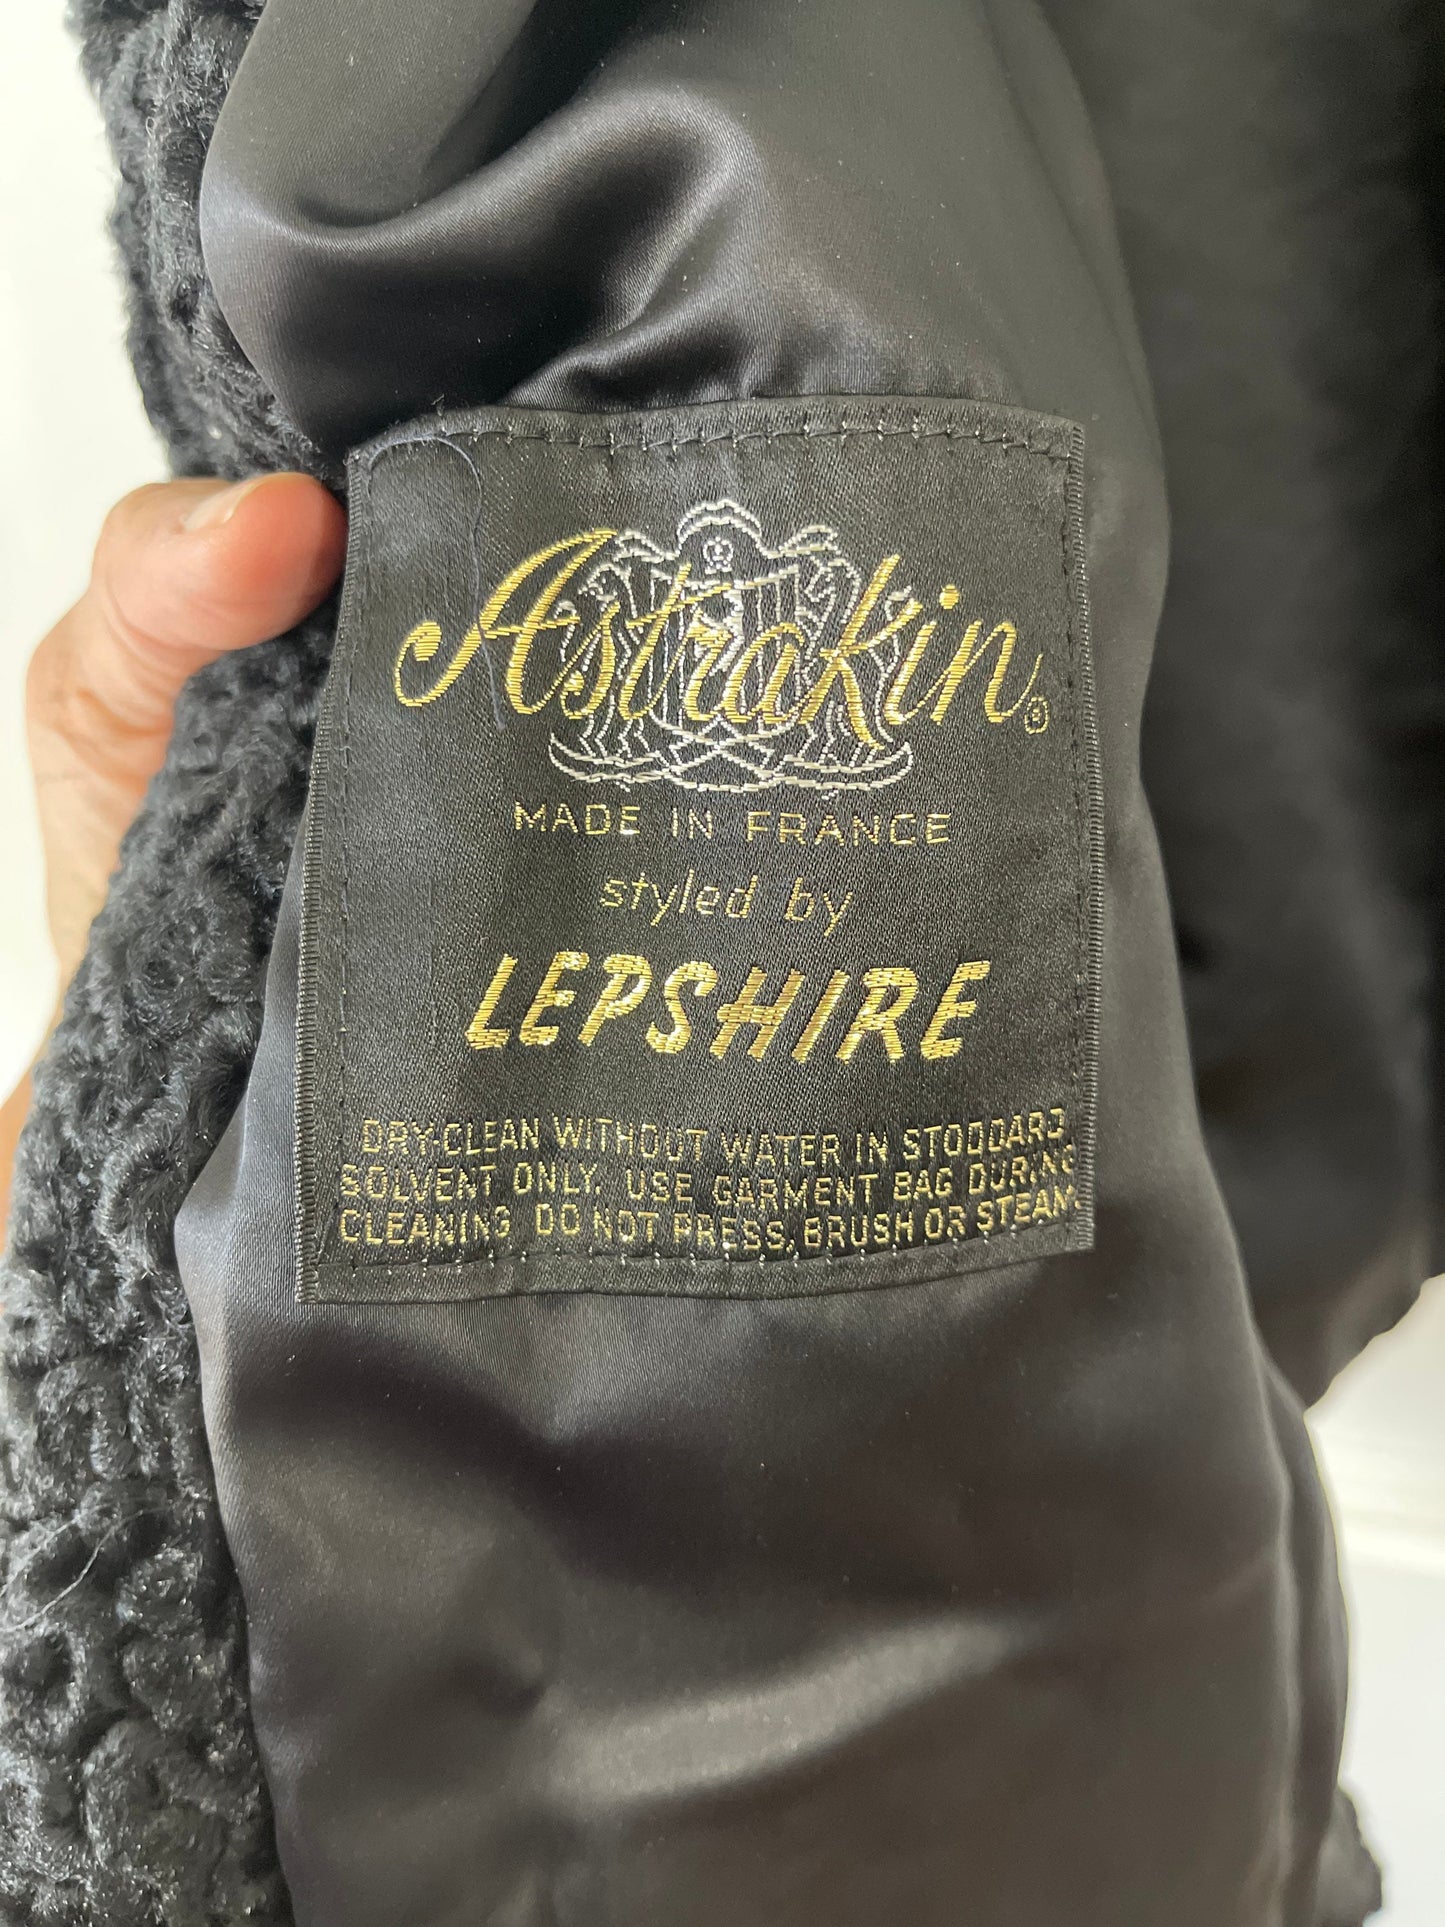 Astrakin®
MADE IN FRANCE
styled by
LEPSHIRE
DRY-CLEAN WITHOUT WATER IN STODDARD
SOLVENT ONLY. USE GARMENT BAG DURING
CLEANING DO NOT PRESS, BRUSH OR STEAM